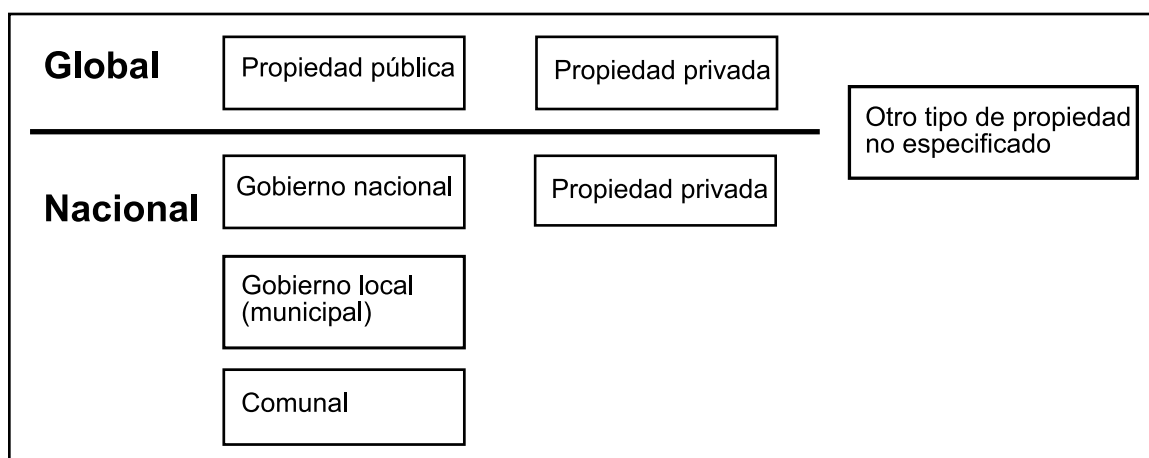 Global
Propiedad pública
Propiedad privada
Otro tipo de propiedad
no especificado
Nacional
Gobierno nacional
Propiedad privada
Gobierno local
(municipal)
Comunal